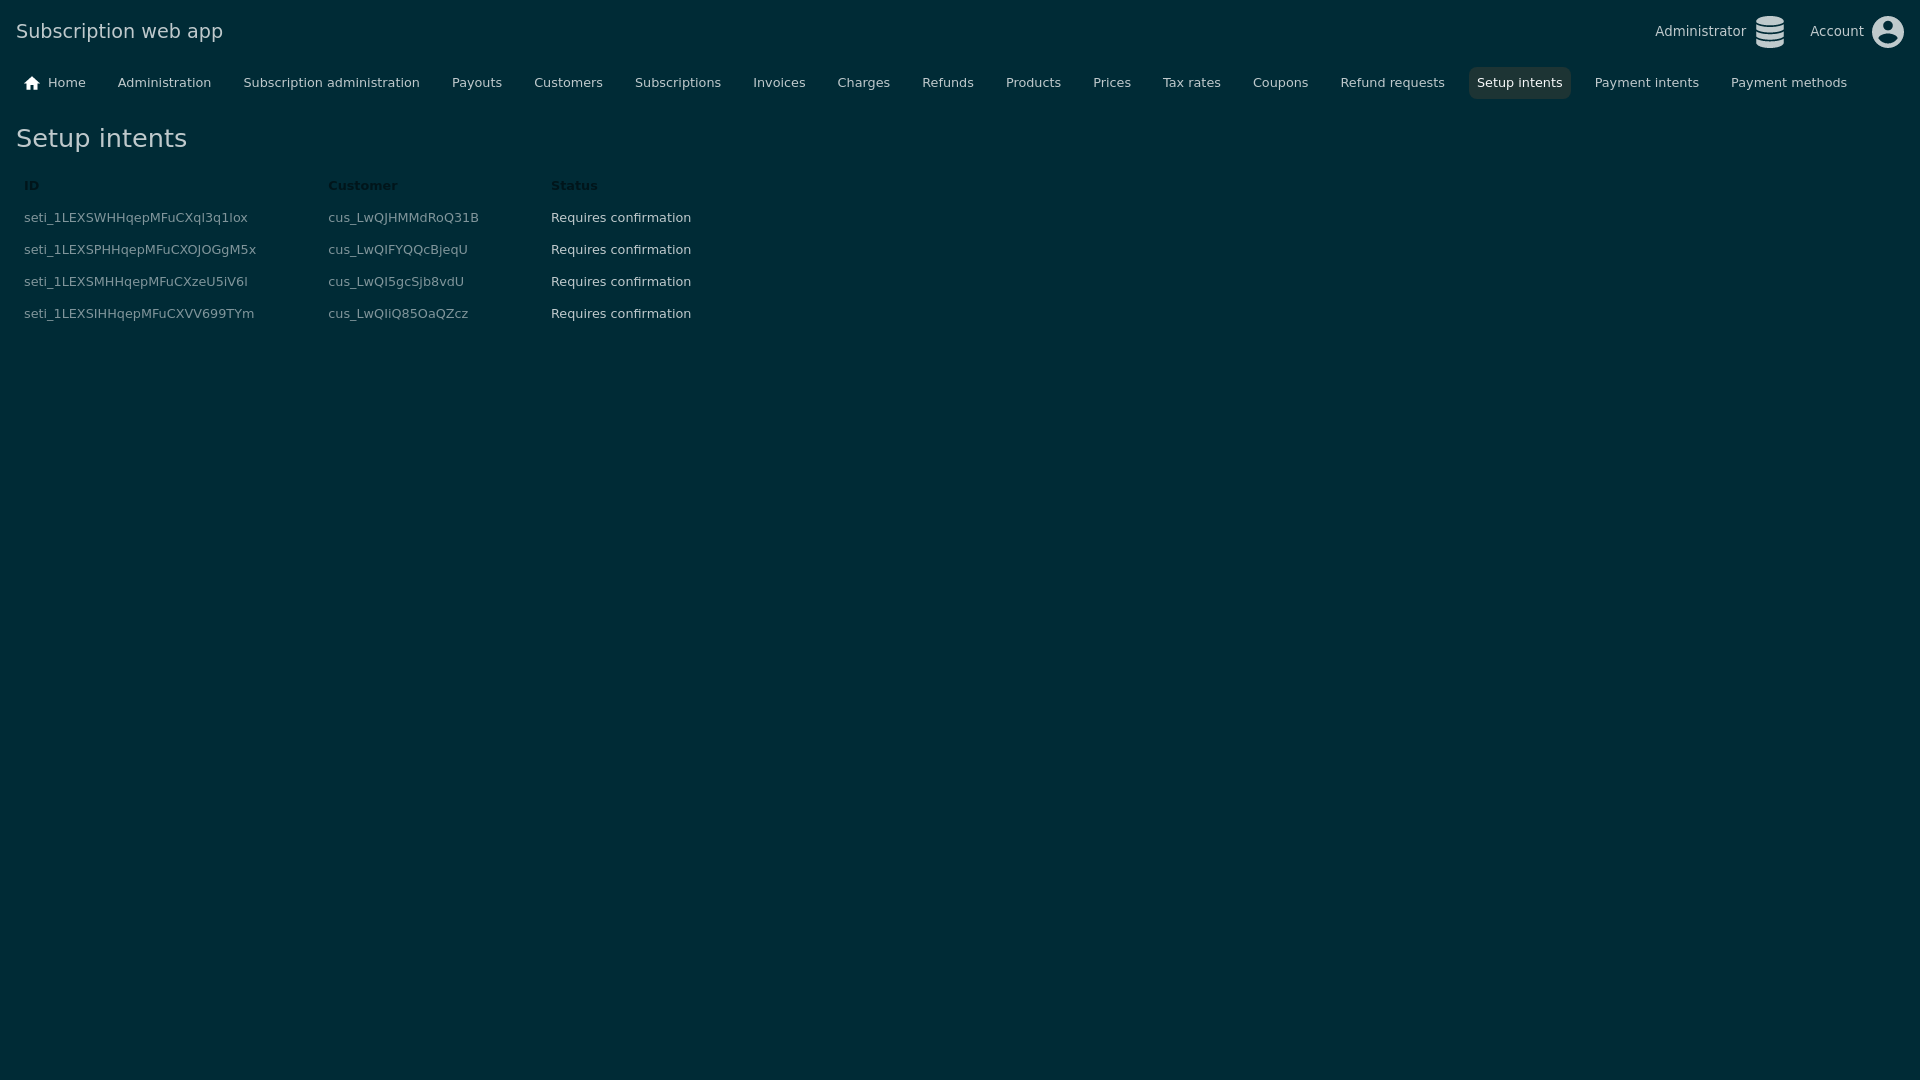 Subscription web app Administrator Account
Home Administration Subscription administration Payouts Customers Subscriptions Invoices Charges Refunds Products Prices Tax rates Coupons Refund requests Setup intents Payment intents Payment methods
Setup intents
ID Customer Status
seti_1LEXSWHHqepMFuCXqI3q1lox cus_LwQJHMMdRoQ31B Requires confirmation
seti_1LEXSPHHqepMFuCXOJOGgM5x cus_LwQIFYQQcBjeqU Requires confirmation
seti_1LEXSMHHqepMFuCXzeU5iV6I cus_LwQI5gcSjb8vdU Requires confirmation
seti_1LEXSIHHqepMFuCXVV699TYm cus_LwQIiQ85OaQZcz Requires confirmation